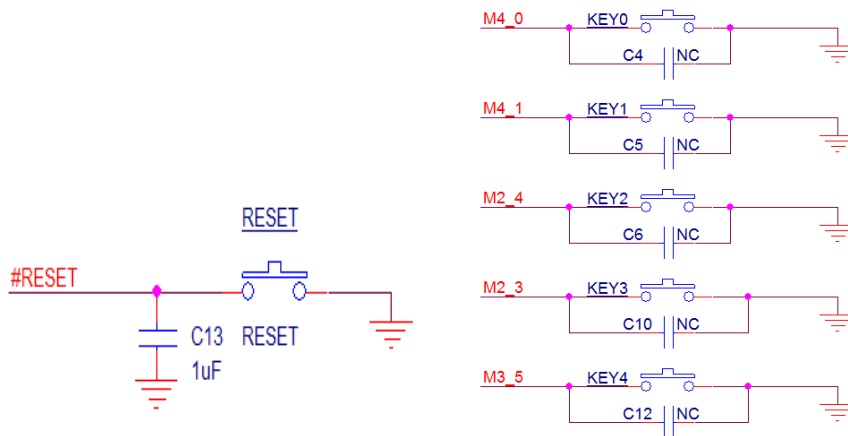 RESET
#RESET
C13 RESET
1uF
M4_0 KEY0
C4 NC
M4_1 KEY1
C5 NC
M2_4 KEY2
C6 NC
M2_3 KEY3
C10 NC
M3_5 KEY4
C12 NC